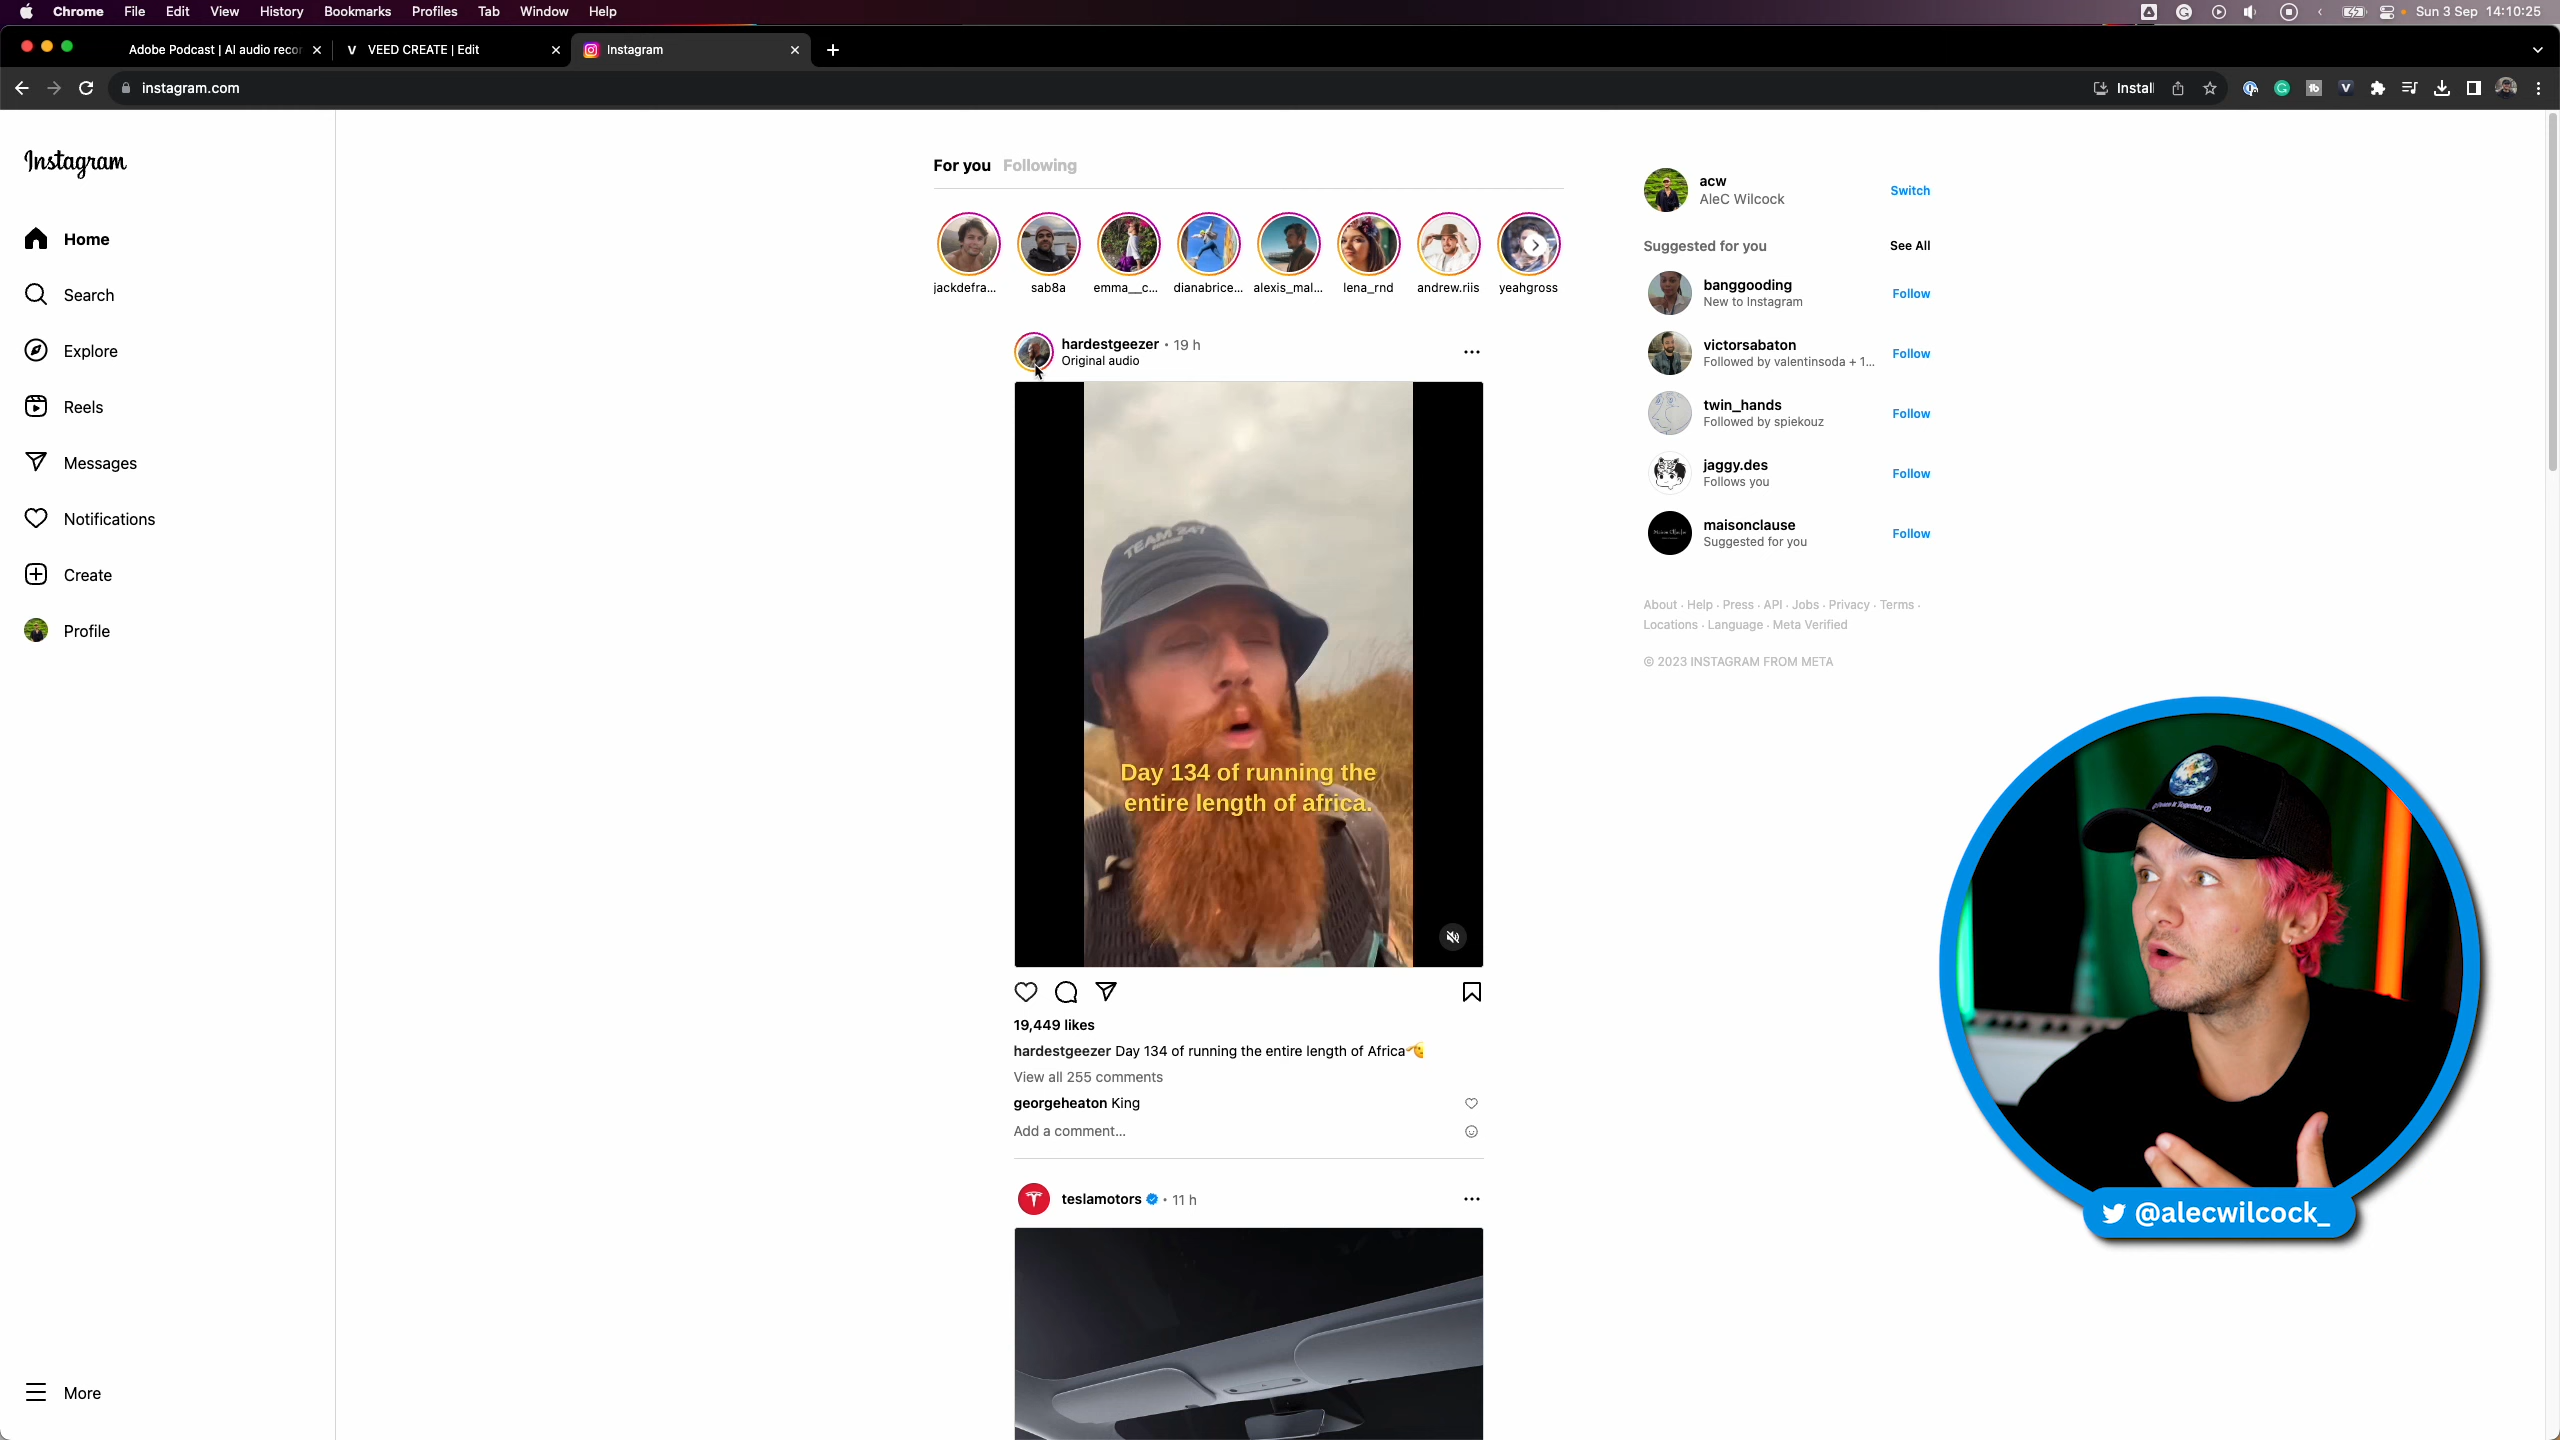 Chrome File Edit View History Bookmarks Profiles Tab Window Help
Sun 3 Sep 14:10:25
Adobe Podcast | AI audio recor
VEED CREATE | Edit
Instagram
instagram.com
Install
Instagram
Home
Search
Explore
Reels
Messages
Notifications
Create
Profile
More
For you Following
jackdefra... sab8a emma__c... dianabrice... alexis_mal... lena_rnd andrew.riis yeahgross
hardestgeezer • 19 h
Original audio
TEAM 247
Day 134 of running the
entire length of africa.
19,449 likes
hardestgeezer Day 134 of running the entire length of Africa🫡
View all 255 comments
georgeheaton King
Add a comment...
teslamotors • 11 h
acw
AleC Wilcock
Switch
Suggested for you
See All
banggooding
New to Instagram
Follow
victorsabaton
Followed by valentinsoda + 1...
Follow
twin_hands
Followed by spiekouz
Follow
jaggy.des
Follows you
Follow
maisonclause
Suggested for you
Follow
About · Help · Press · API · Jobs · Privacy · Terms ·
Locations · Language · Meta Verified
© 2023 INSTAGRAM FROM META
@alecwilcock_